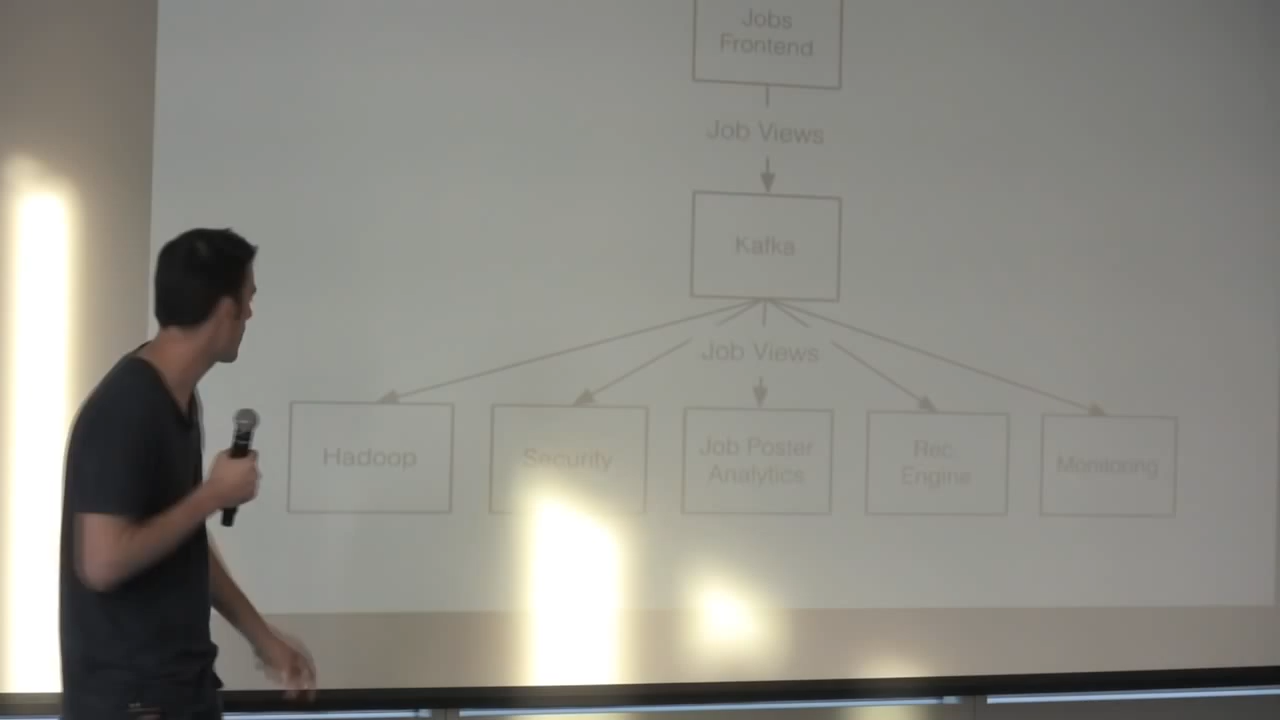 Jobs
Frontend
Job Views
Kafka
Job Views
Hadoop
Security
Job Poster
Analytics
Rec.
Engine
Monitoring